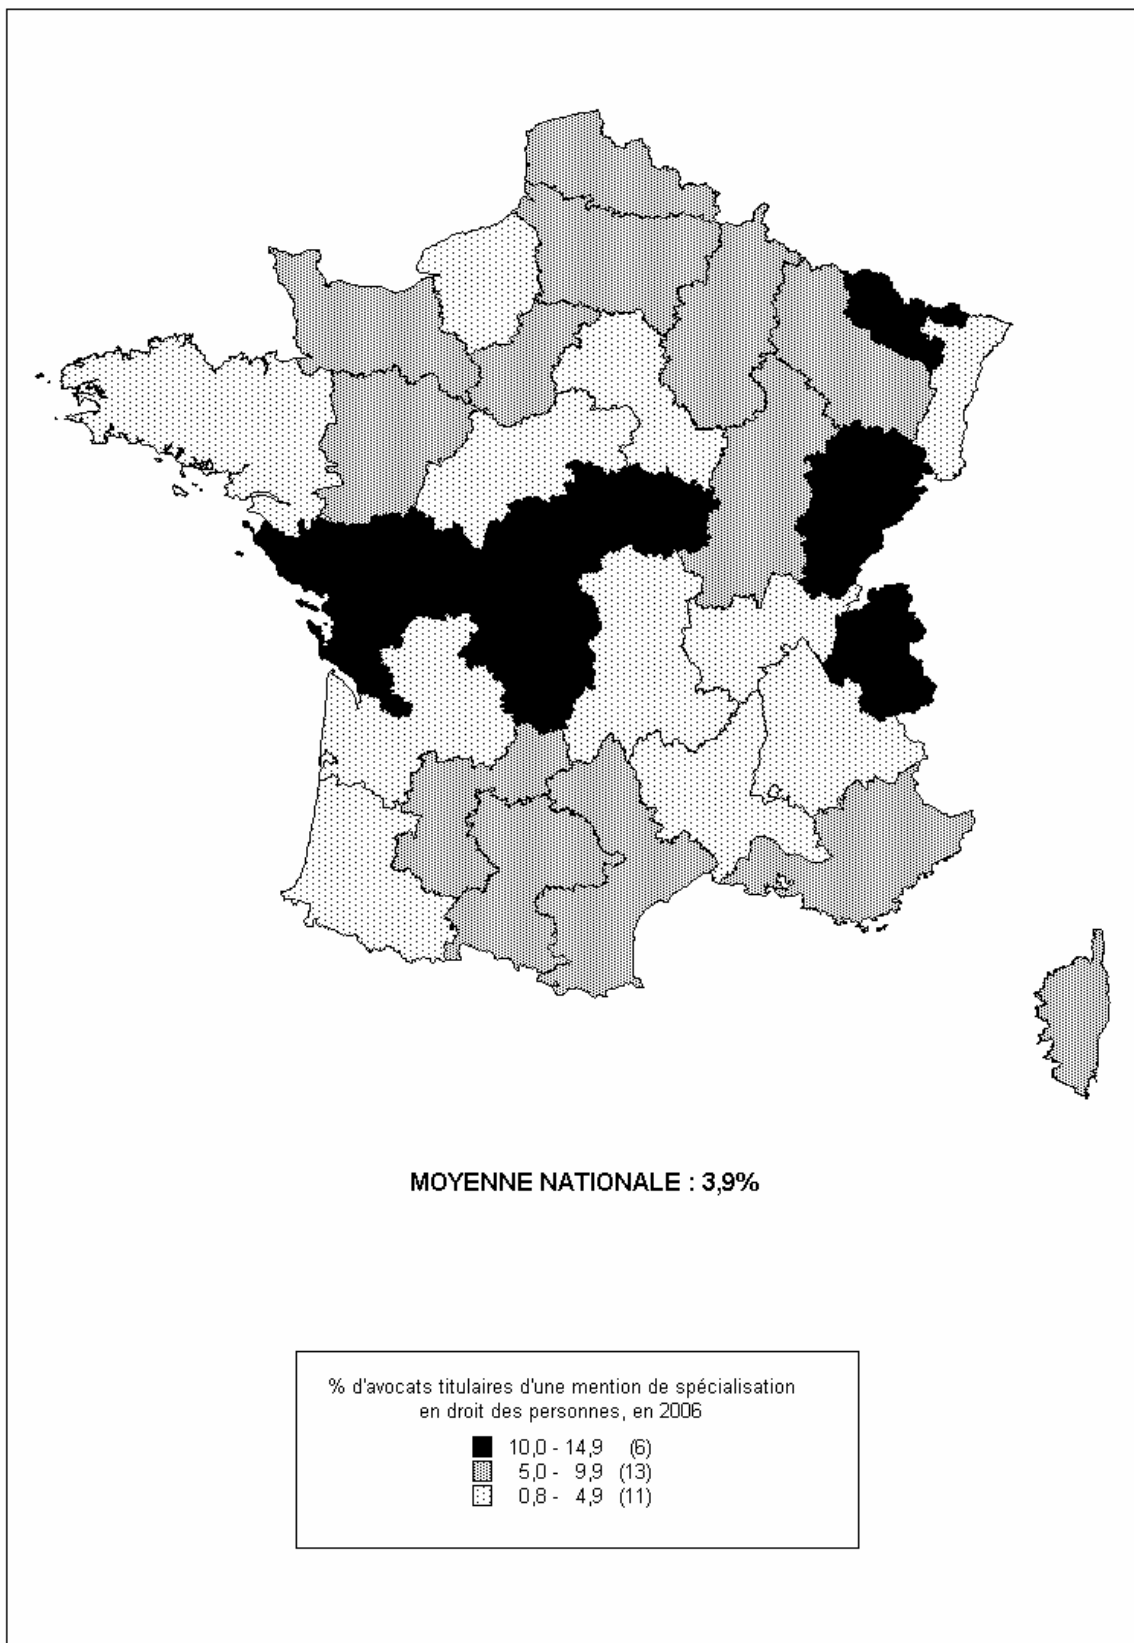 MOYENNE NATIONALE : 3,9%
% d'avocats titulaires d'une mention de spécialisation
en droit des personnes, en 2006
10,0 - 14,9 (6)
5,0 - 9,9 (13)
0,8 - 4,9 (11)